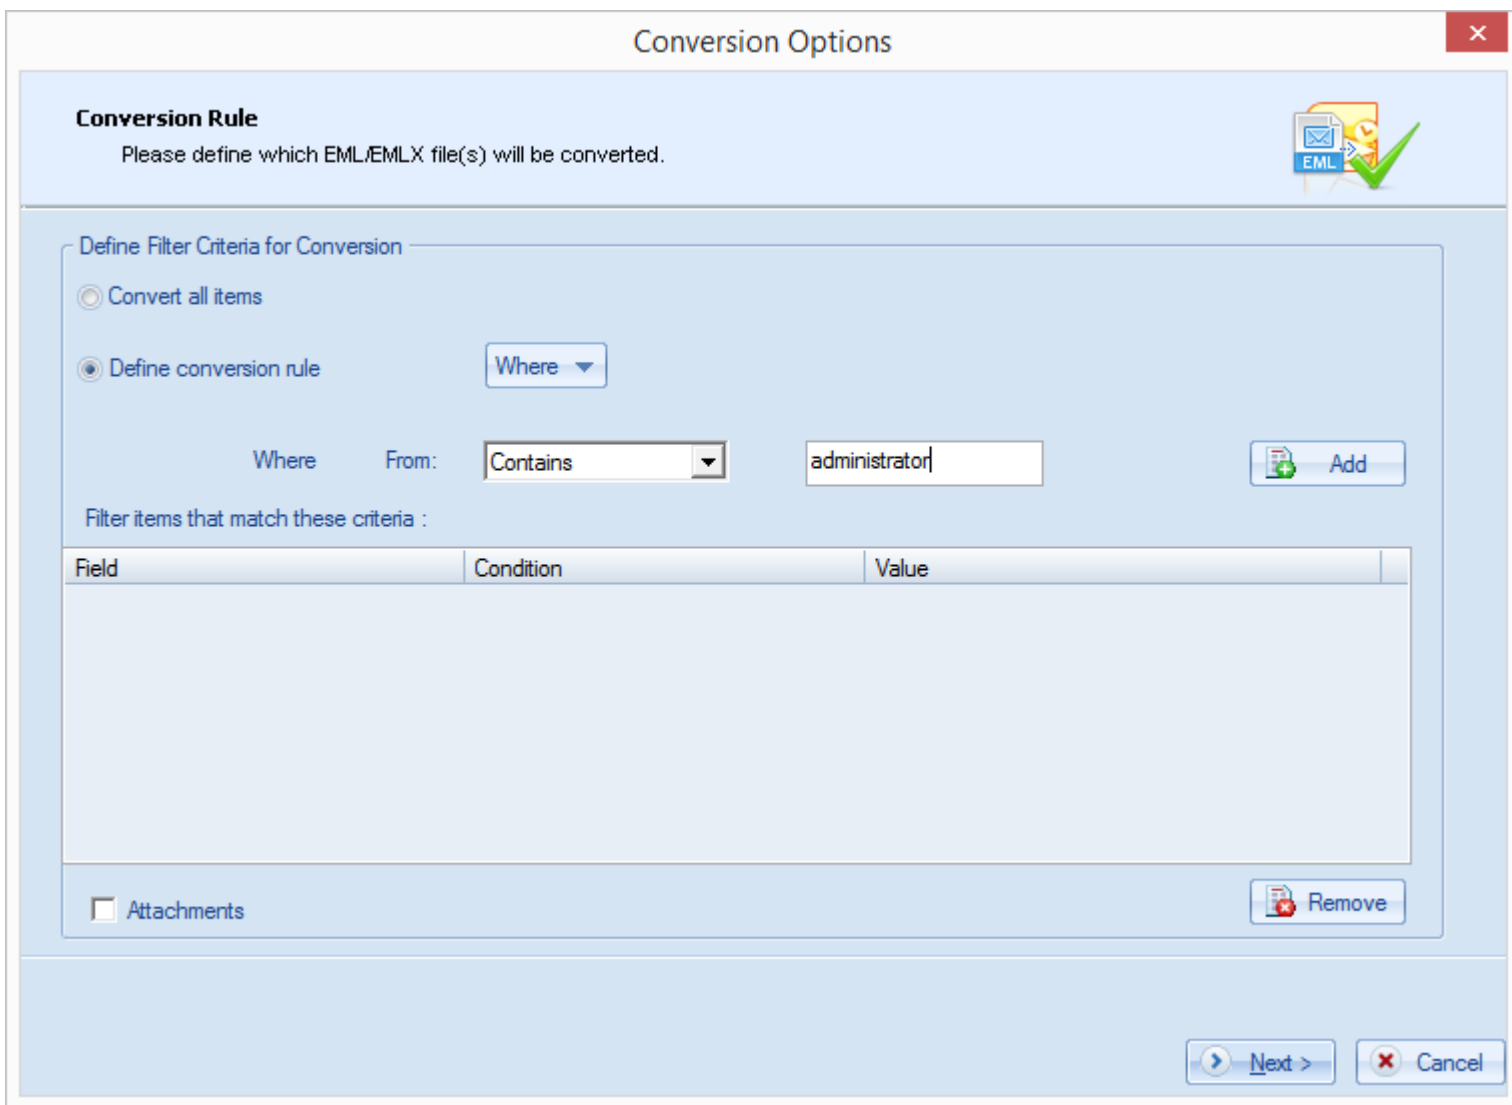 Conversion Options
Conversion Rule
Please define which EML/EMLX file(s) will be converted.
EML
Define Filter Criteria for Conversion
Convert all items
Define conversion rule Where
Where From: Contains administrator Add
Filter items that match these criteria :
Field Condition Value
Attachments Remove
Next > Cancel